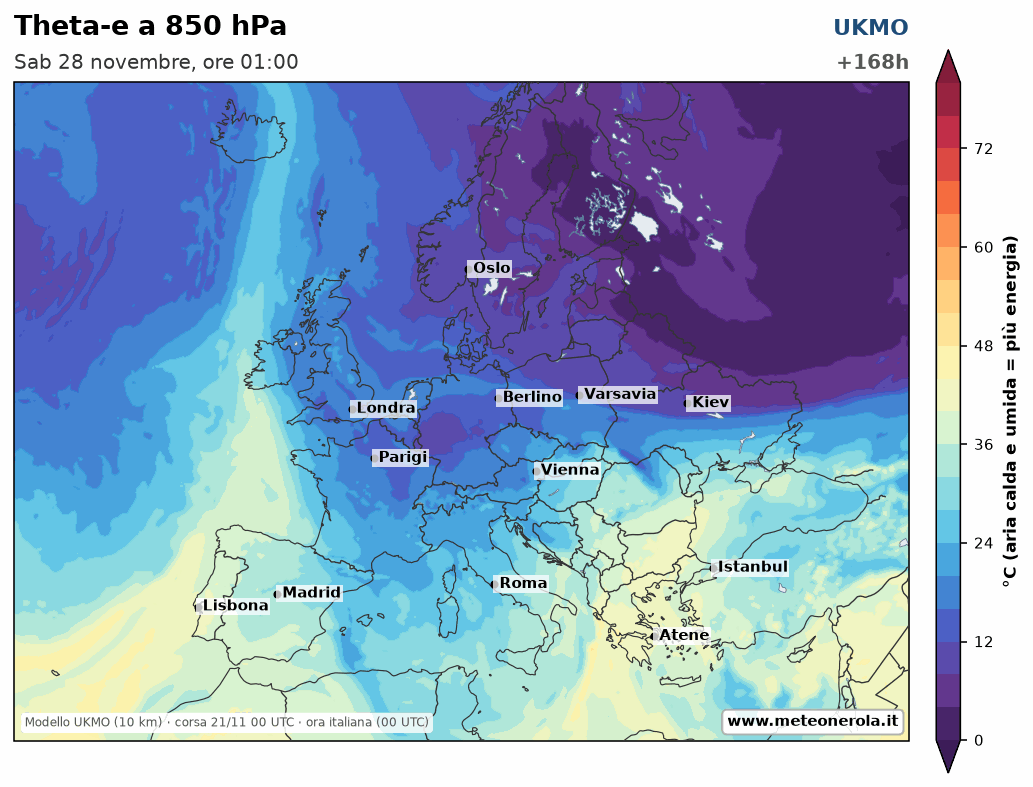 Theta-e a 850 hPa
UKMO
Sab 28 novembre, ore 01:00
+168h
72
60
48
36
24
12
0
°C (aria calda e umida = più energia)
Oslo
Berlino
Varsavia
Kiev
Londra
Parigi
Vienna
Istanbul
Roma
Madrid
Lisbona
Atene
Modello UKMO (10 km) · corsa 21/11 00 UTC · ora italiana (00 UTC)
www.meteonerola.it